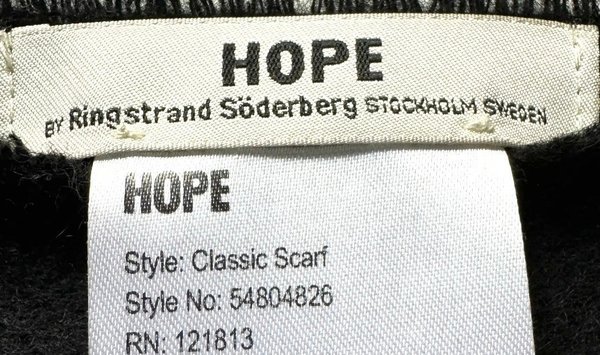 HOPE
BY Ringstrand Söderberg STOCKHOLM SWEDEN
HOPE
Style: Classic Scarf
Style No: 54804826
RN: 121813